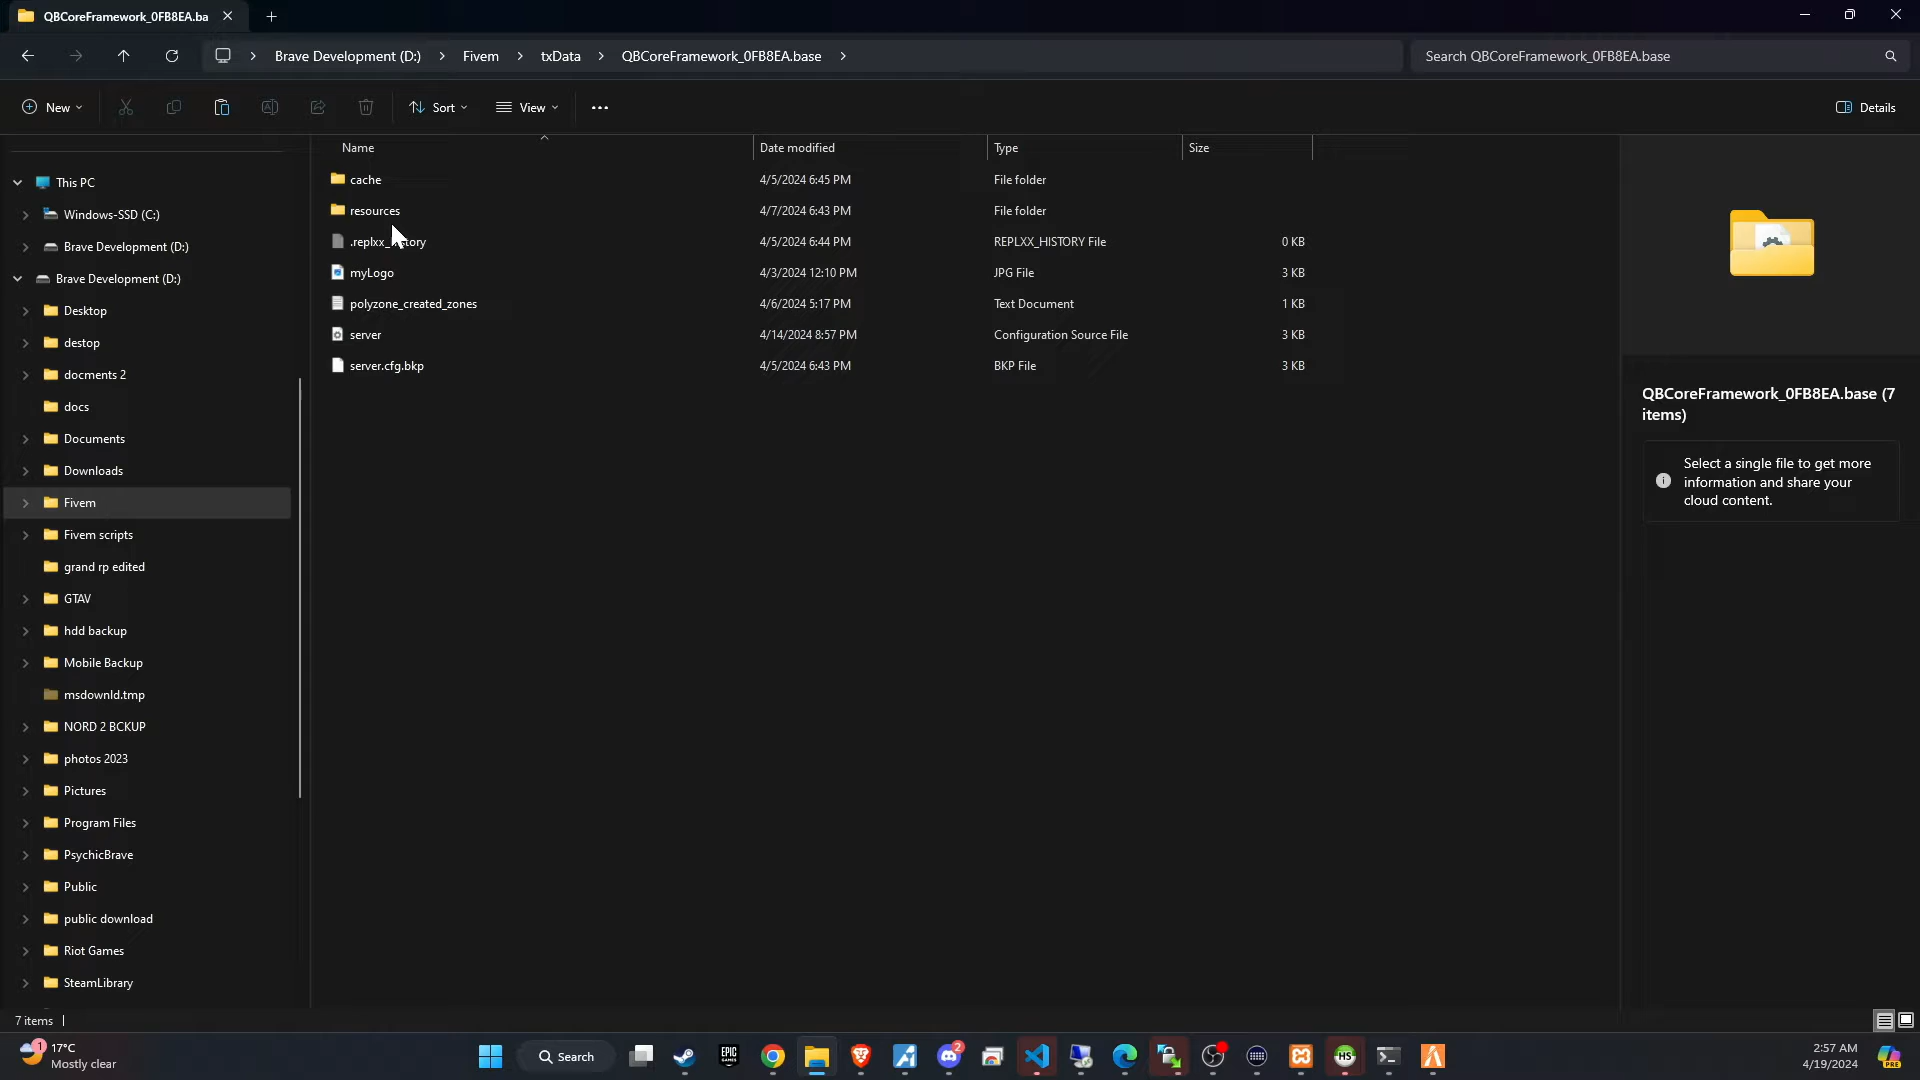 QBCoreFramework_0FB8EA.ba
Brave Development (D:) > Fivem > txData > QBCoreFramework_0FB8EA.base >
Search QBCoreFramework_0FB8EA.base
New
Sort
View
Details
Name
Date modified
Type
Size
This PC
Windows-SSD (C:)
Brave Development (D:)
Brave Development (D:)
Desktop
destop
docments 2
docs
Documents
Downloads
Fivem
Fivem scripts
grand rp edited
GTAV
hdd backup
Mobile Backup
msdownld.tmp
NORD 2 BCKUP
photos 2023
Pictures
Program Files
PsychicBrave
Public
public download
Riot Games
SteamLibrary
cache 4/5/2024 6:45 PM File folder
resources 4/7/2024 6:43 PM File folder
4/5/2024 6:44 PM REPLXX_HISTORY File 0 KB
myLogo 4/3/2024 12:10 PM JPG File 3 KB
polyzone_created_zones 4/6/2024 5:17 PM Text Document 1 KB
server 4/14/2024 8:57 PM Configuration Source File 3 KB
server.cfg.bkp 4/5/2024 6:43 PM BKP File 3 KB
QBCoreFramework_0FB8EA.base (7
items)
Select a single file to get more
information and share your
cloud content.
7 items
1
17°C
Mostly clear
Search
EPIC
GAMES
2
HS
2:57 AM
4/19/2024
PRE